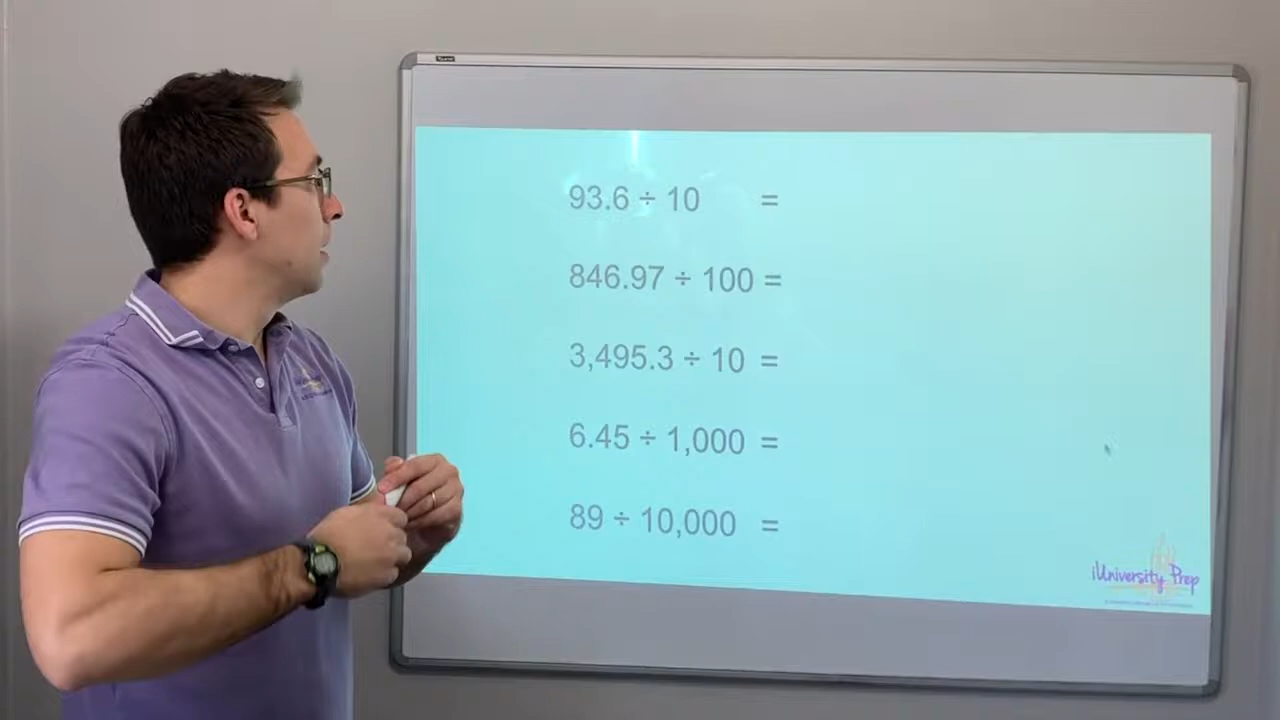 93.6 ÷ 10 =
846.97 ÷ 100 =
3,495.3 ÷ 10 =
6.45 ÷ 1,000 =
89 ÷ 10,000 =
iUniversity Prep